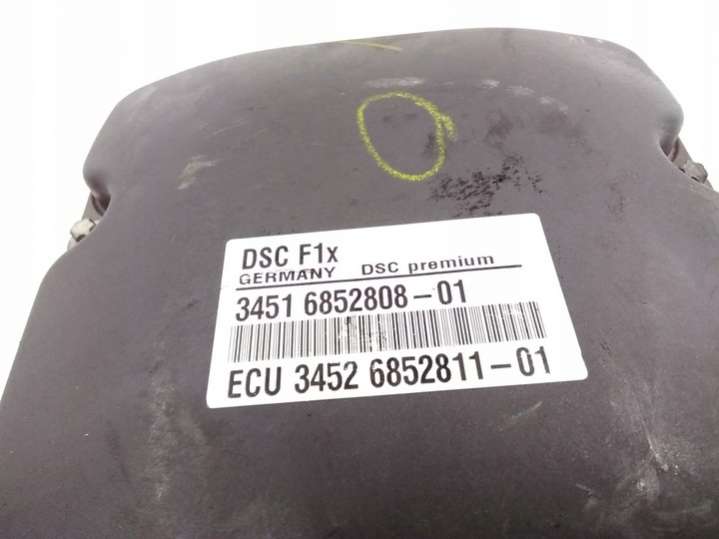 DSC F1x
GERMANY DSC premium
3451 6852808-01
ECU 3452 6852811-01